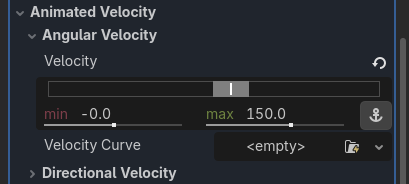 Animated Velocity
Angular Velocity
Velocity
min -0.0 max 150.0
Velocity Curve <empty>
Directional Velocity